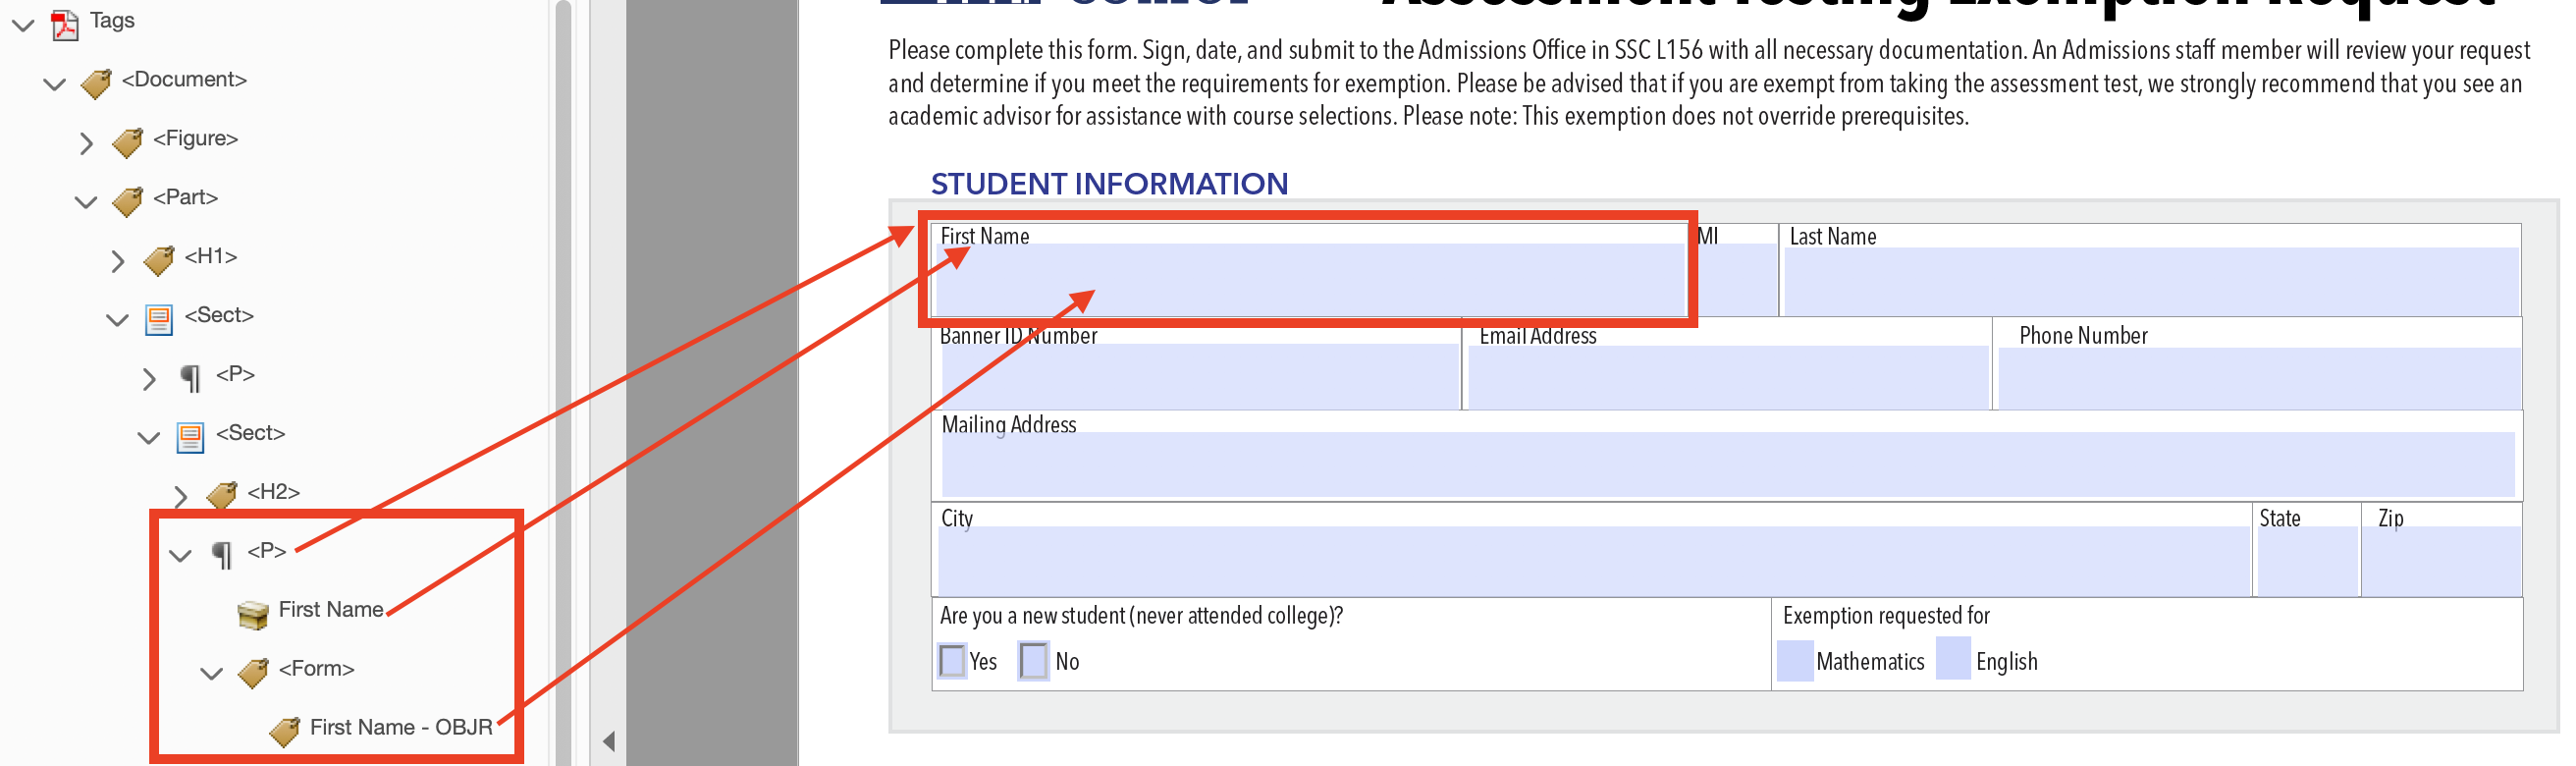 Tags
<Document>
<Figure>
<Part>
<H1>
<Sect>
<P>
<Sect>
<H2>
<P>
First Name
<Form>
First Name - OBJR
Assessment Testing Exemption Request
Please complete this form. Sign, date, and submit to the Admissions Office in SSC L156 with all necessary documentation. An Admissions staff member will review your request
and determine if you meet the requirements for exemption. Please be advised that if you are exempt from taking the assessment test, we strongly recommend that you see an
academic advisor for assistance with course selections. Please note: This exemption does not override prerequisites.
STUDENT INFORMATION
First Name MI Last Name
Banner ID Number Email Address Phone Number
Mailing Address
City State Zip
Are you a new student (never attended college)? Exemption requested for
Yes No Mathematics English